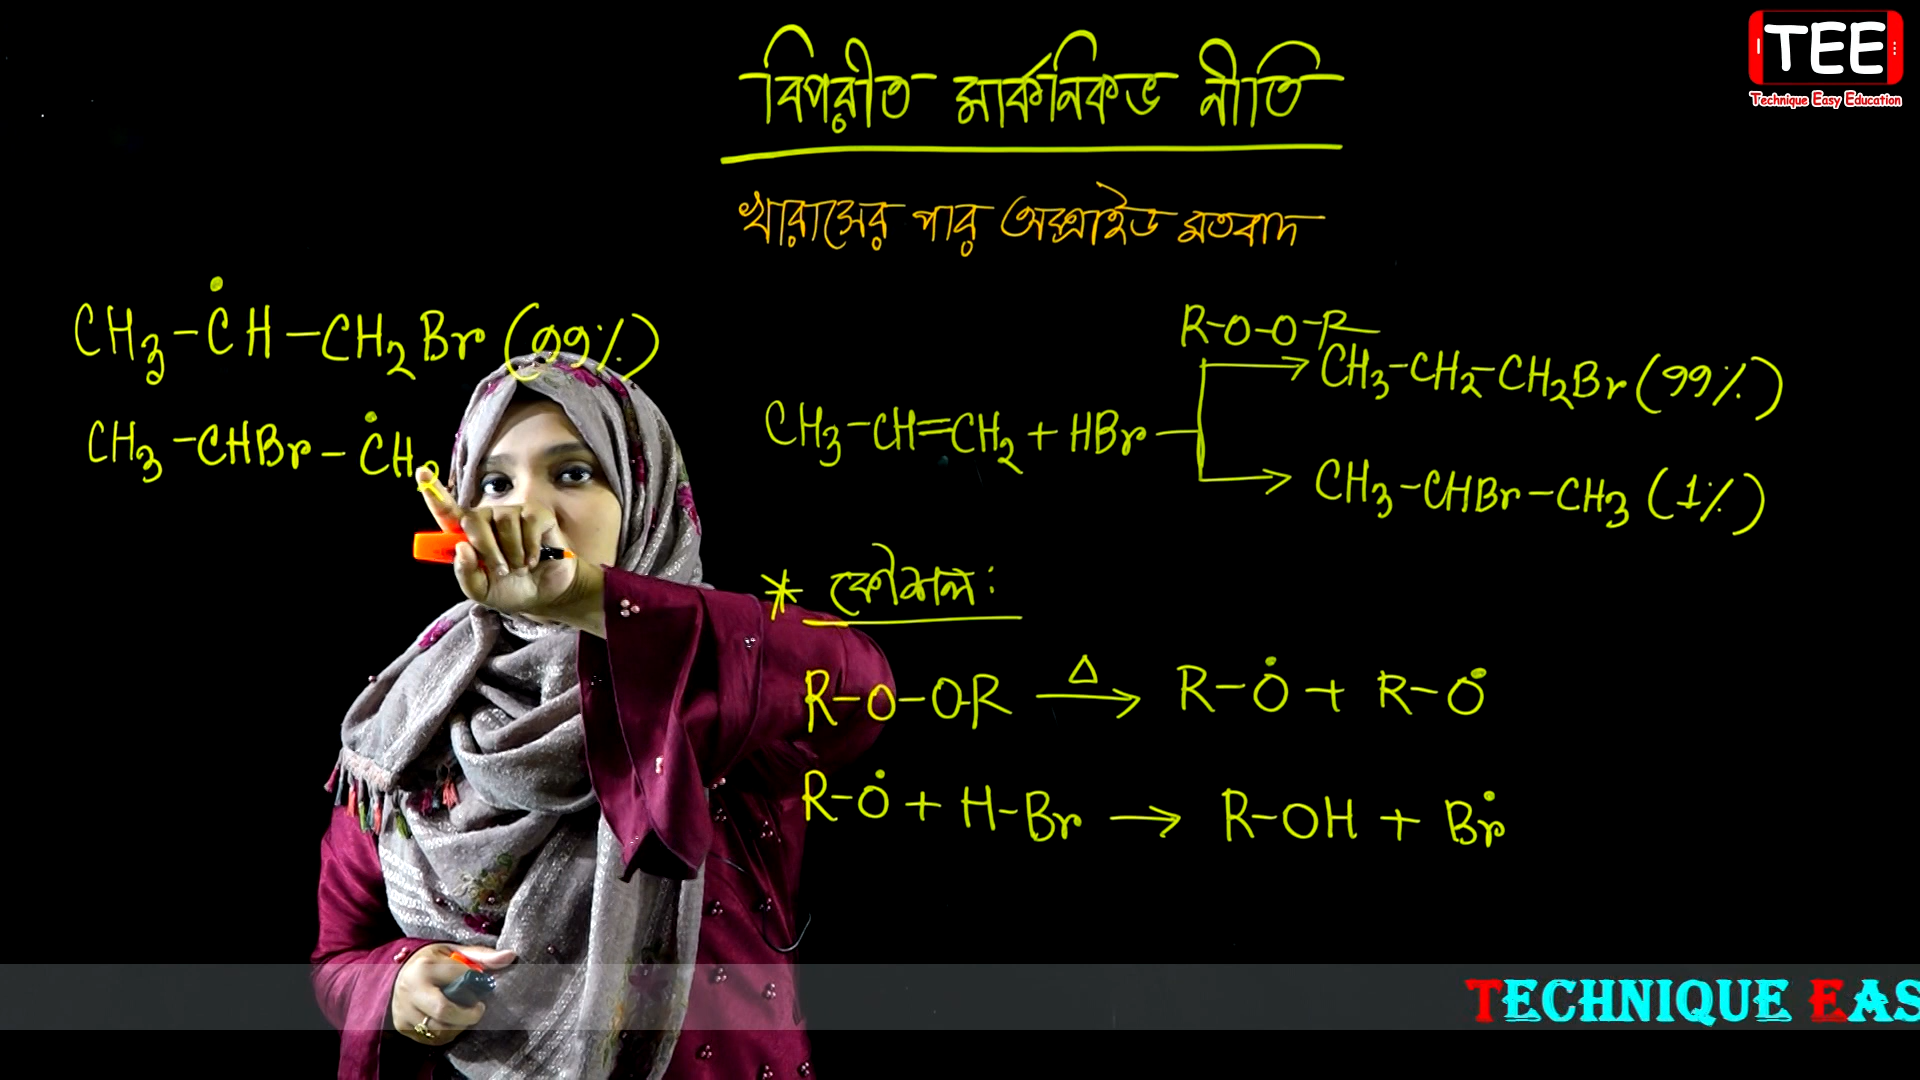 TEE
Technique Easy Education
বিপরীত মার্কনিকভ নীতি
খারাসের পার অক্সাইড মতবাদ
CH₃-ĊH-CH₂Br (99%)
CH₃-CHBr-ĊH₂
R-O-O-R
CH₃-CH=CH₂ + HBr
CH₃-CH₂-CH₂Br (99%)
CH₃-CHBr-CH₃ (1%)
* কৌশল:
R-O-OR —Δ→ R-Ȯ + R-Ȯ
R-Ȯ + H-Br → R-OH + Ḃr
TECHNIQUE EAS